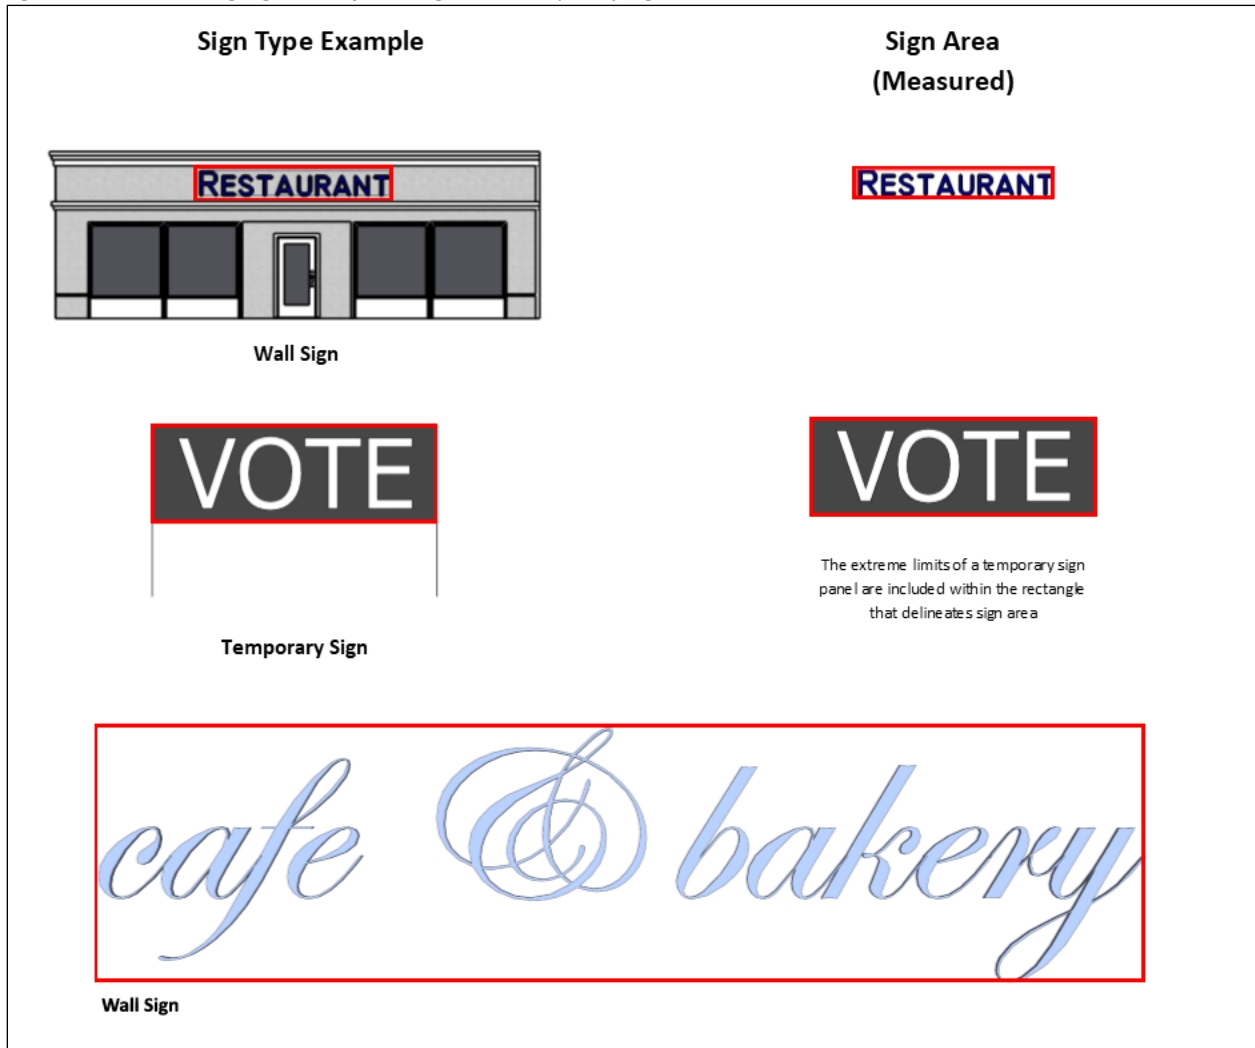 Sign Type Example
Sign Area
(Measured)
RESTAURANT
RESTAURANT
Wall Sign
VOTE
VOTE
The extreme limits of a temporary sign
panel are included within the rectangle
that delineates sign area
Temporary Sign
cafe & bakery
Wall Sign